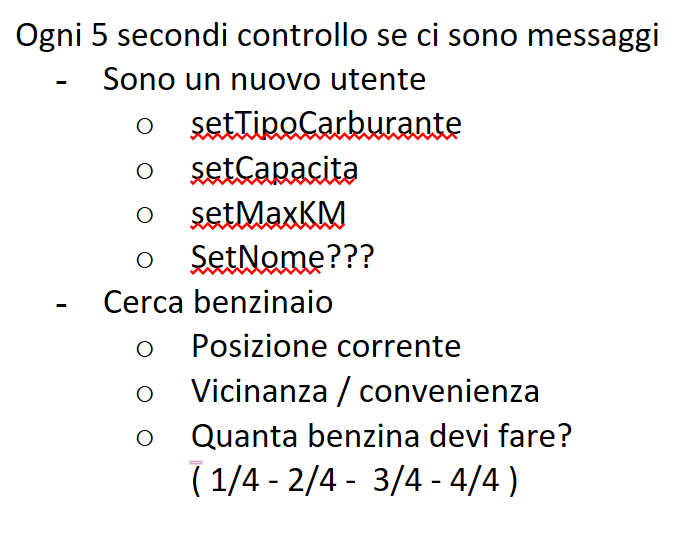 Ogni 5 secondi controllo se ci sono messaggi
- Sono un nuovo utente
o setTipoCarburante
o setCapacita
o setMaxKM
o SetNome???
- Cerca benzinaio
o Posizione corrente
o Vicinanza / convenienza
o Quanta benzina devi fare?
( 1/4 - 2/4 - 3/4 - 4/4 )